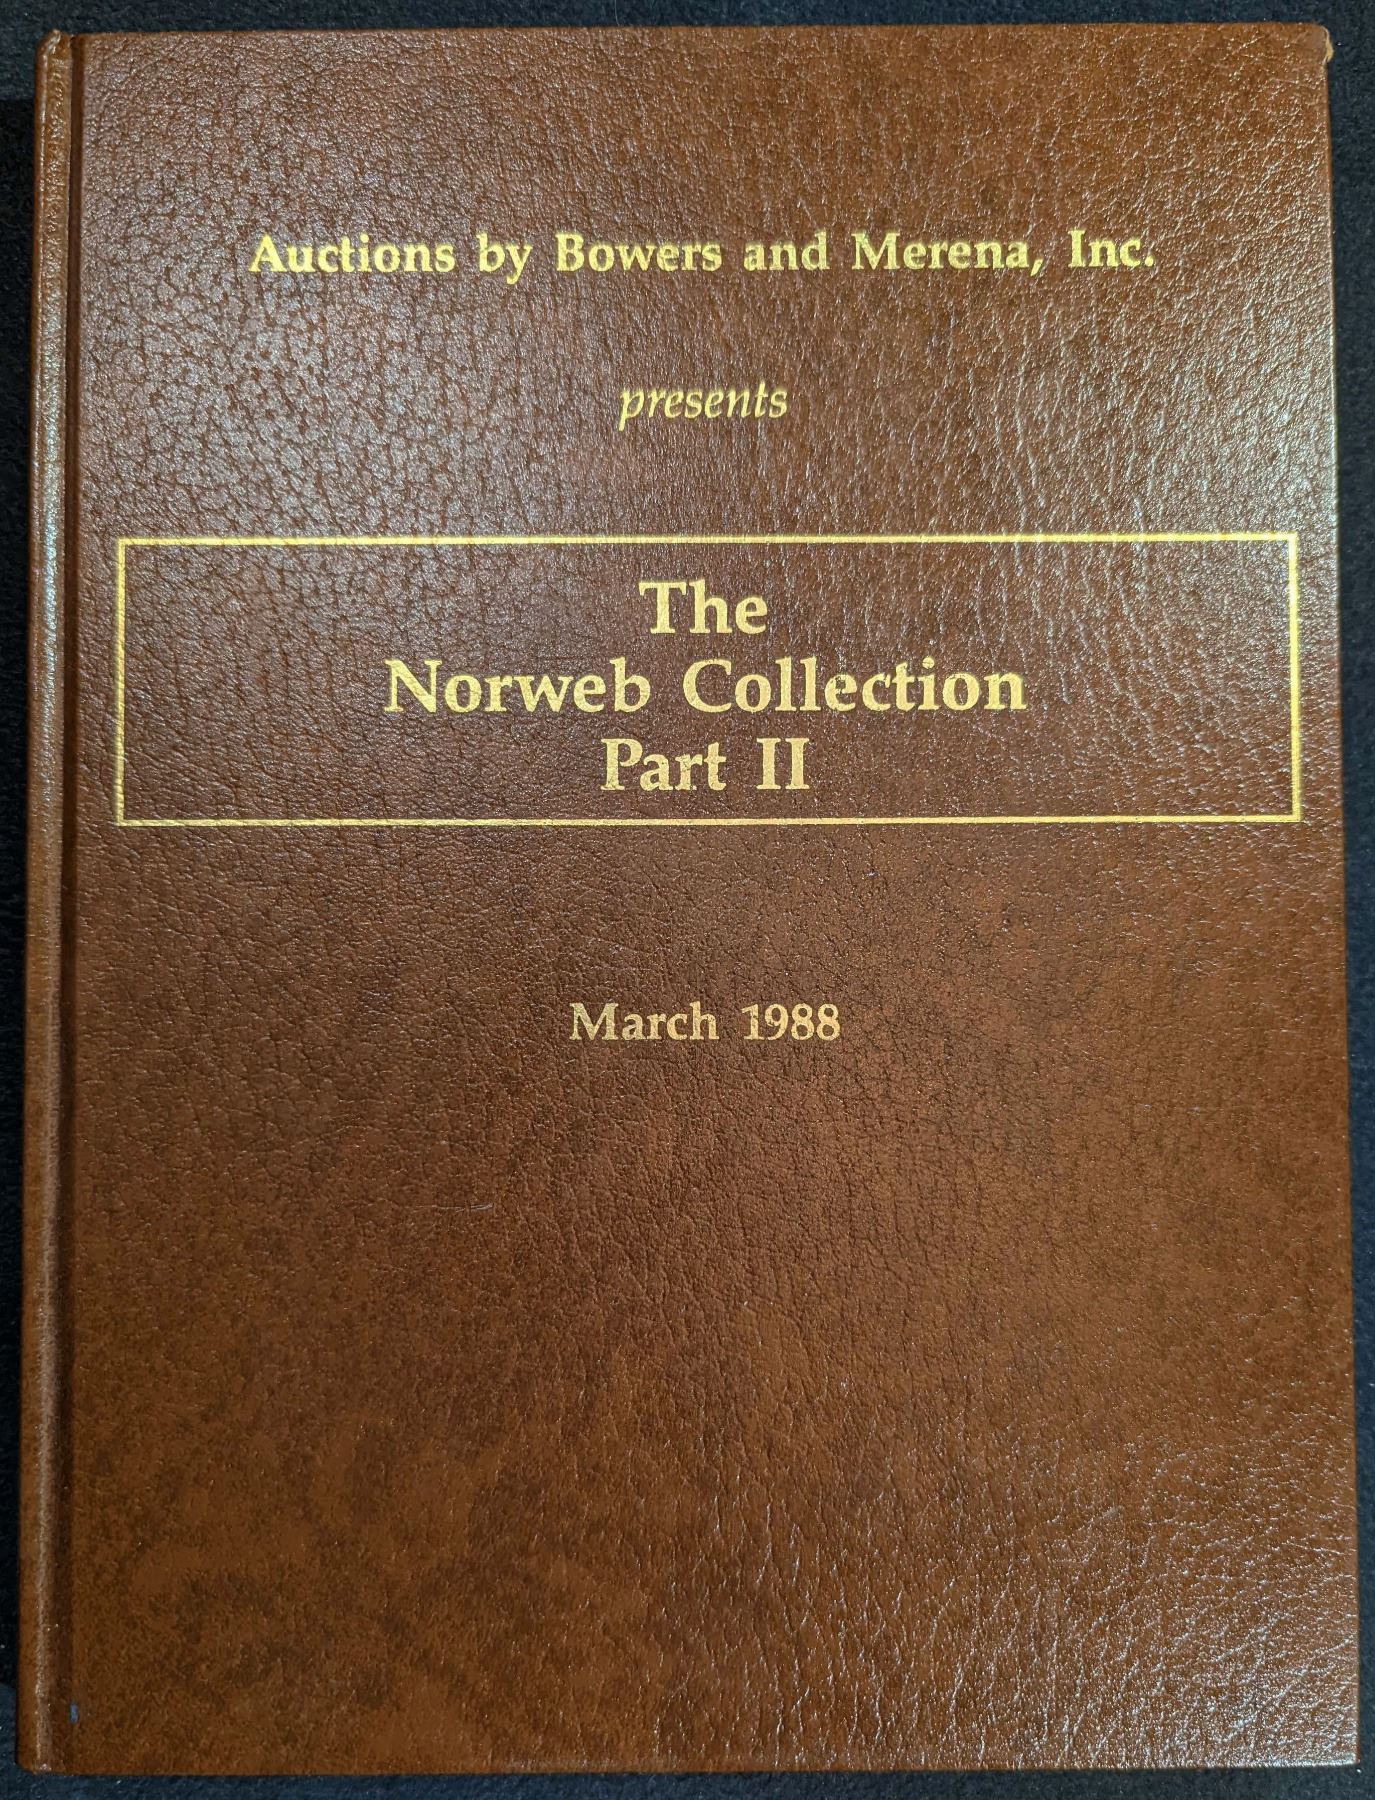 Auctions by Bowers and Merena, Inc.
presents
The
Norweb Collection
Part II
March 1988